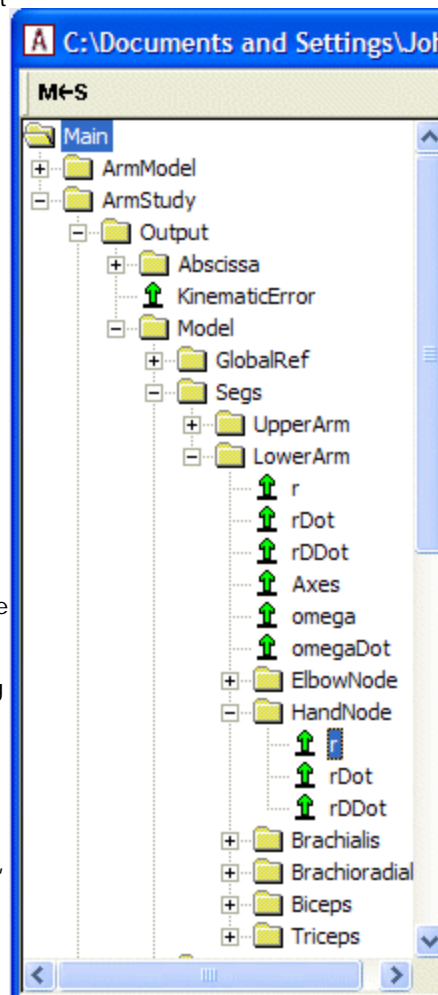 A C:\Documents and Settings\Joh
M←S
Main
ArmModel
ArmStudy
Output
Abscissa
KinematicError
Model
GlobalRef
Segs
UpperArm
LowerArm
r
rDot
rDDot
Axes
omega
omegaDot
ElbowNode
HandNode
r
rDot
rDDot
Brachialis
Brachioradial
Biceps
Triceps